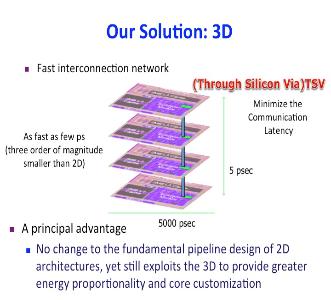 Our Solution: 3D
Fast interconnection network
(Through Silicon Via)TSV
Minimize the
Communication
Latency
As fast as few ps
(three order of magnitude
smaller than 2D)
5 psec
5000 psec
A principal advantage
No change to the fundamental pipeline design of 2D
architectures, yet still exploits the 3D to provide greater
energy proportionality and core customization